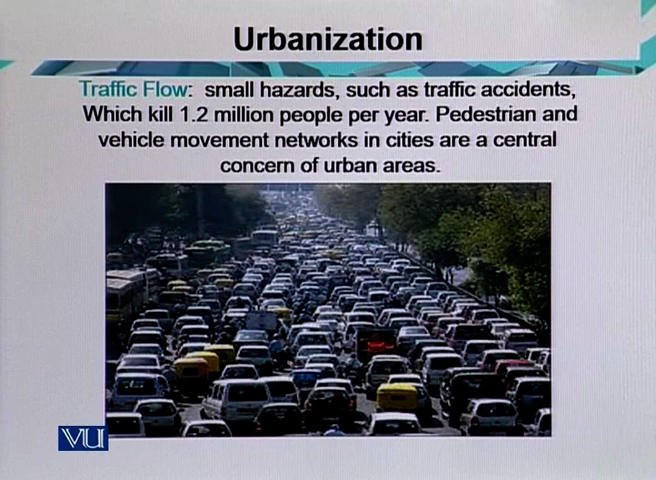 Urbanization
Traffic Flow: small hazards, such as traffic accidents,
Which kill 1.2 million people per year. Pedestrian and
vehicle movement networks in cities are a central
concern of urban areas.
VU